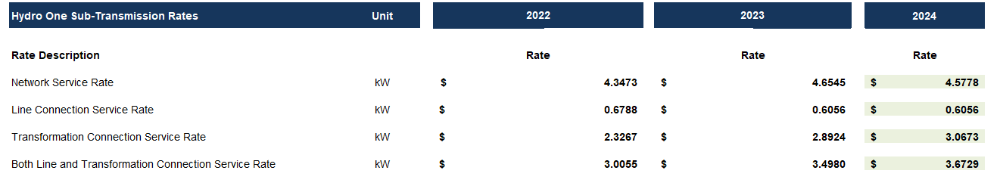 Hydro One Sub-Transmission Rates Unit 2022 2023 2024
Rate Description Rate Rate Rate
Network Service Rate kW $ 4.3473 $ 4.6545 $ 4.5778
Line Connection Service Rate kW $ 0.6788 $ 0.6056 $ 0.6056
Transformation Connection Service Rate kW $ 2.3267 $ 2.8924 $ 3.0673
Both Line and Transformation Connection Service Rate kW $ 3.0055 $ 3.4980 $ 3.6729